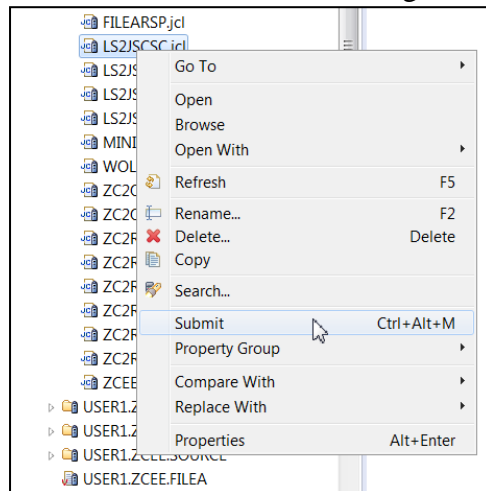 FILEARSP.jcl
LS2JSCSC.jcl
LS2JS
LS2JS
LS2JS
MINI
WOL
ZC2C
ZC2C
ZC2R
ZC2R
ZC2R
ZC2R
ZC2R
ZC2R
ZCEE
USER1.Z
USER1.Z
USER1.ZCEE.SOURCE
USER1.ZCEE.FILEA
Go To
Open
Browse
Open With
Refresh F5
Rename... F2
Delete... Delete
Copy
Search...
Submit Ctrl+Alt+M
Property Group
Compare With
Replace With
Properties Alt+Enter